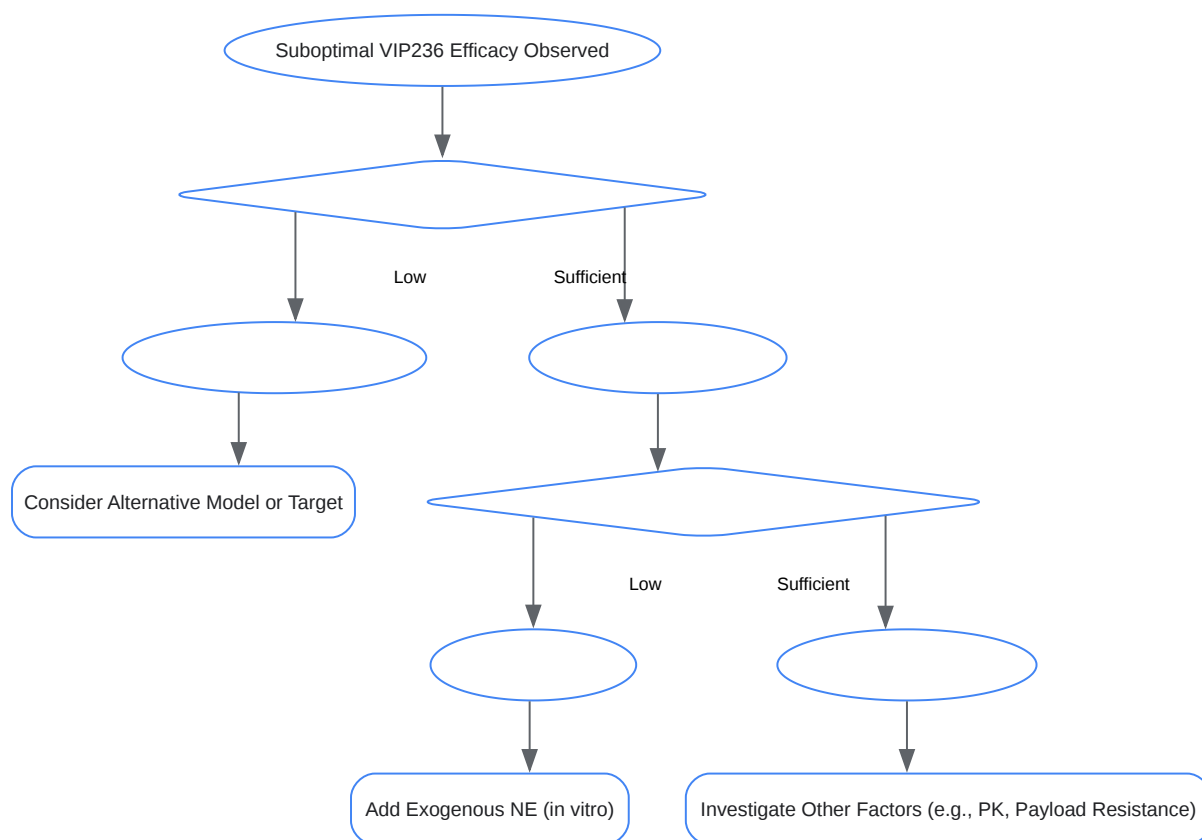 Suboptimal VIP236 Efficacy Observed
Low
Sufficient
Consider Alternative Model or Target
Low
Sufficient
Add Exogenous NE (in vitro)
Investigate Other Factors (e.g., PK, Payload Resistance)